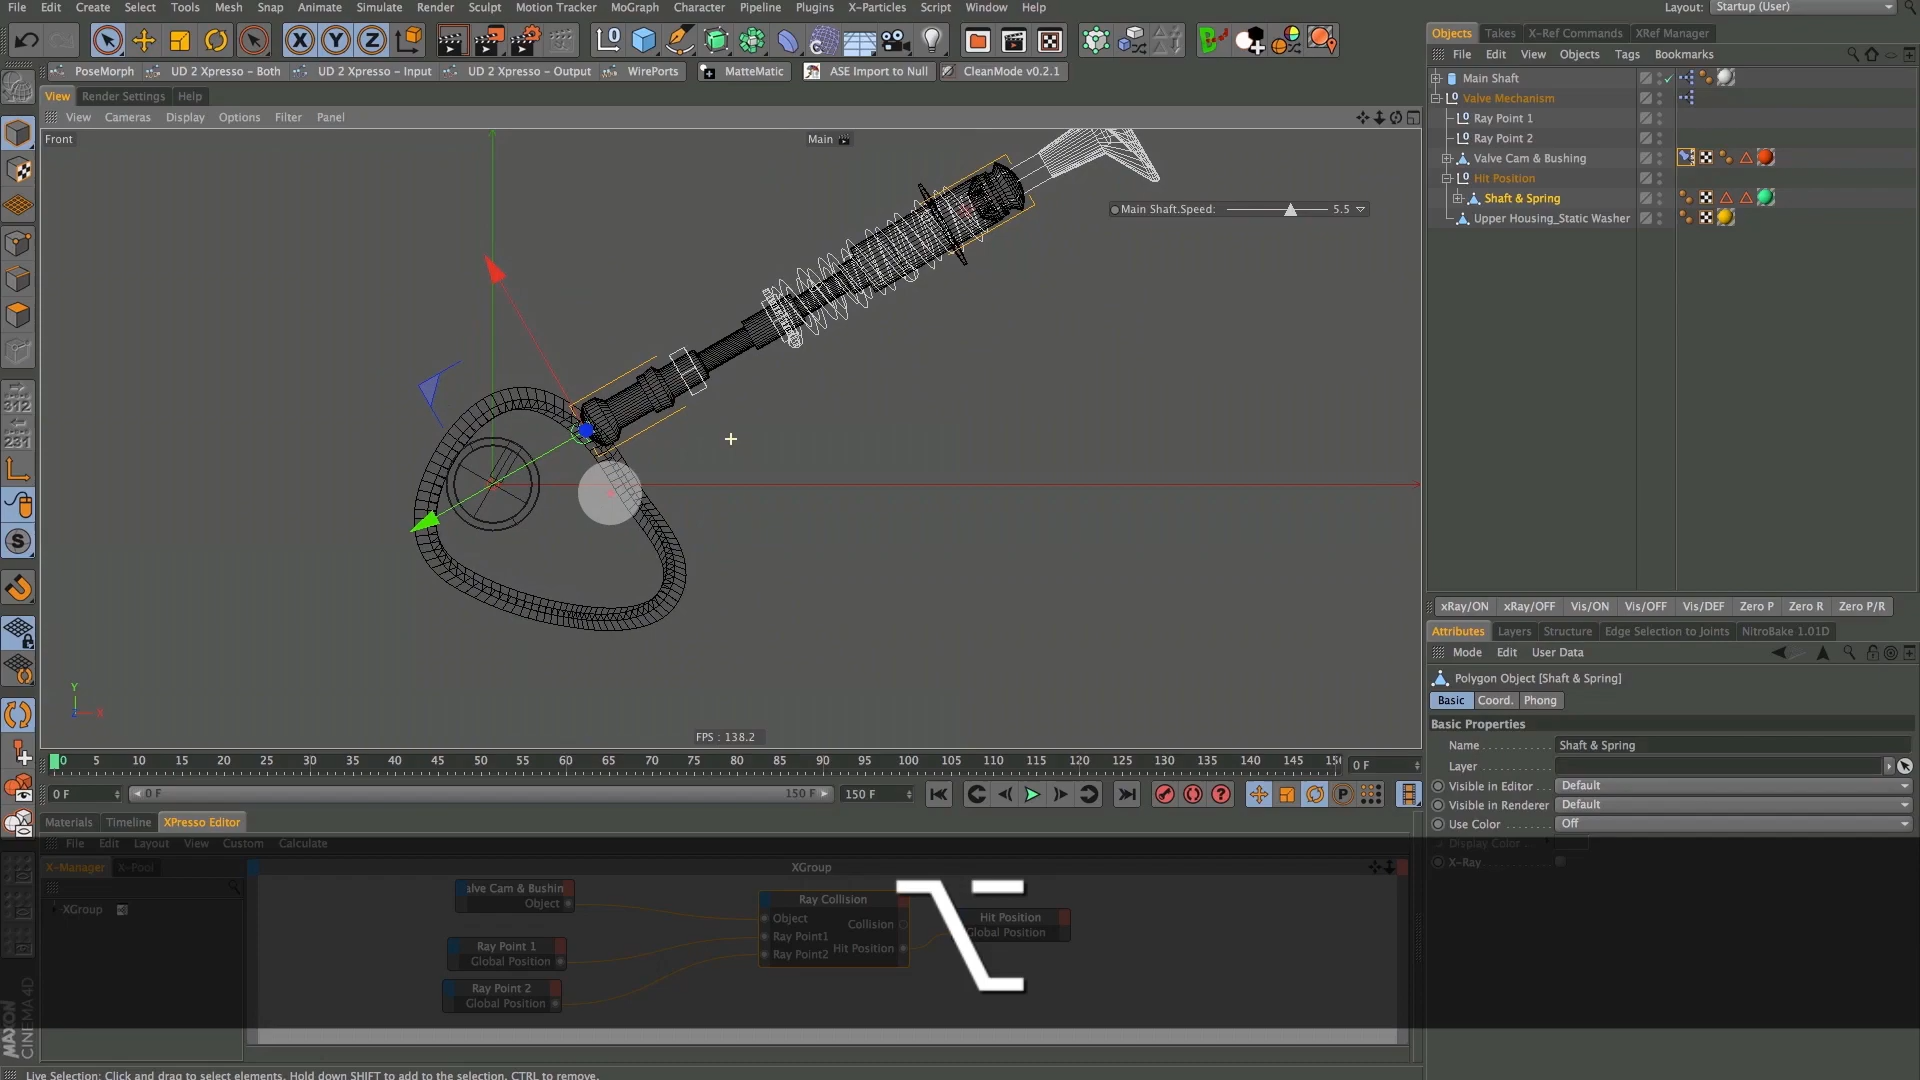 File Edit Create Select Tools Mesh Snap Animate Simulate Render Sculpt Motion Tracker MoGraph Character Pipeline Plugins X-Particles Script Window Help
Layout: Startup (User)
PoseMorph UD 2 Xpresso - Both UD 2 Xpresso - Input UD 2 Xpresso - Output WirePorts MatteMatic ASE Import to Null CleanMode v0.2.1
View Render Settings Help
View Cameras Display Options Filter Panel
Front
Main
Main Shaft.Speed: 5.5
Y
Z X
FPS : 138.2
0 5 10 15 20 25 30 35 40 45 50 55 60 65 70 75 80 85 90 95 100 105 110 115 120 125 130 135 140 145 0 F
0 F 0 F 150 F 150 F
Materials Timeline XPresso Editor
File Edit Layout View Custom Calculate
X-Manager X-Pool
XGroup
XGroup
alve Cam & Bushin
Object
Ray Point 1
Global Position
Ray Point 2
Global Position
Ray Collision
Object
Collision
Ray Point1
Hit Position
Ray Point2
Hit Position
Global Position
MAXON
CINEMA 4D
Live Selection: Click and drag to select elements. Hold down SHIFT to add to the selection, CTRL to remove.
Objects Takes X-Ref Commands XRef Manager
File Edit View Objects Tags Bookmarks
Main Shaft
Valve Mechanism
Ray Point 1
Ray Point 2
Valve Cam & Bushing
Hit Position
Shaft & Spring
Upper Housing_Static Washer
xRay/ON xRay/OFF Vis/ON Vis/OFF Vis/DEF Zero P Zero R Zero P/R
Attributes Layers Structure Edge Selection to Joints NitroBake 1.01D
Mode Edit User Data
Polygon Object [Shaft & Spring]
Basic Coord. Phong
Basic Properties
Name Shaft & Spring
Layer
Visible in Editor Default
Visible in Renderer Default
Use Color Off
Display Color
X-Ray
312
231